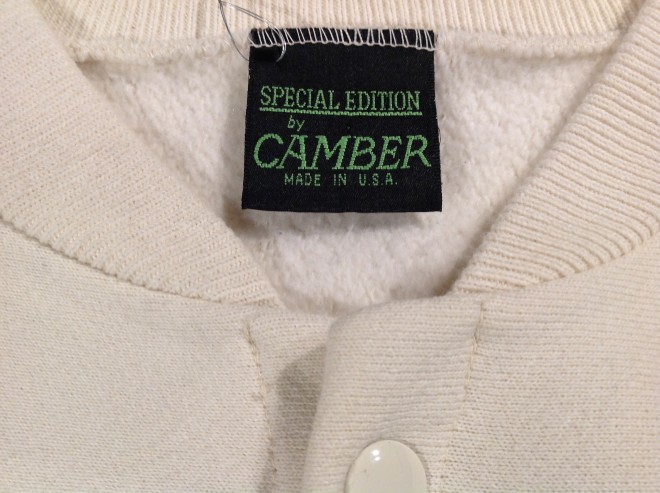 SPECIAL EDITION
by
CAMBER
MADE IN U.S.A.